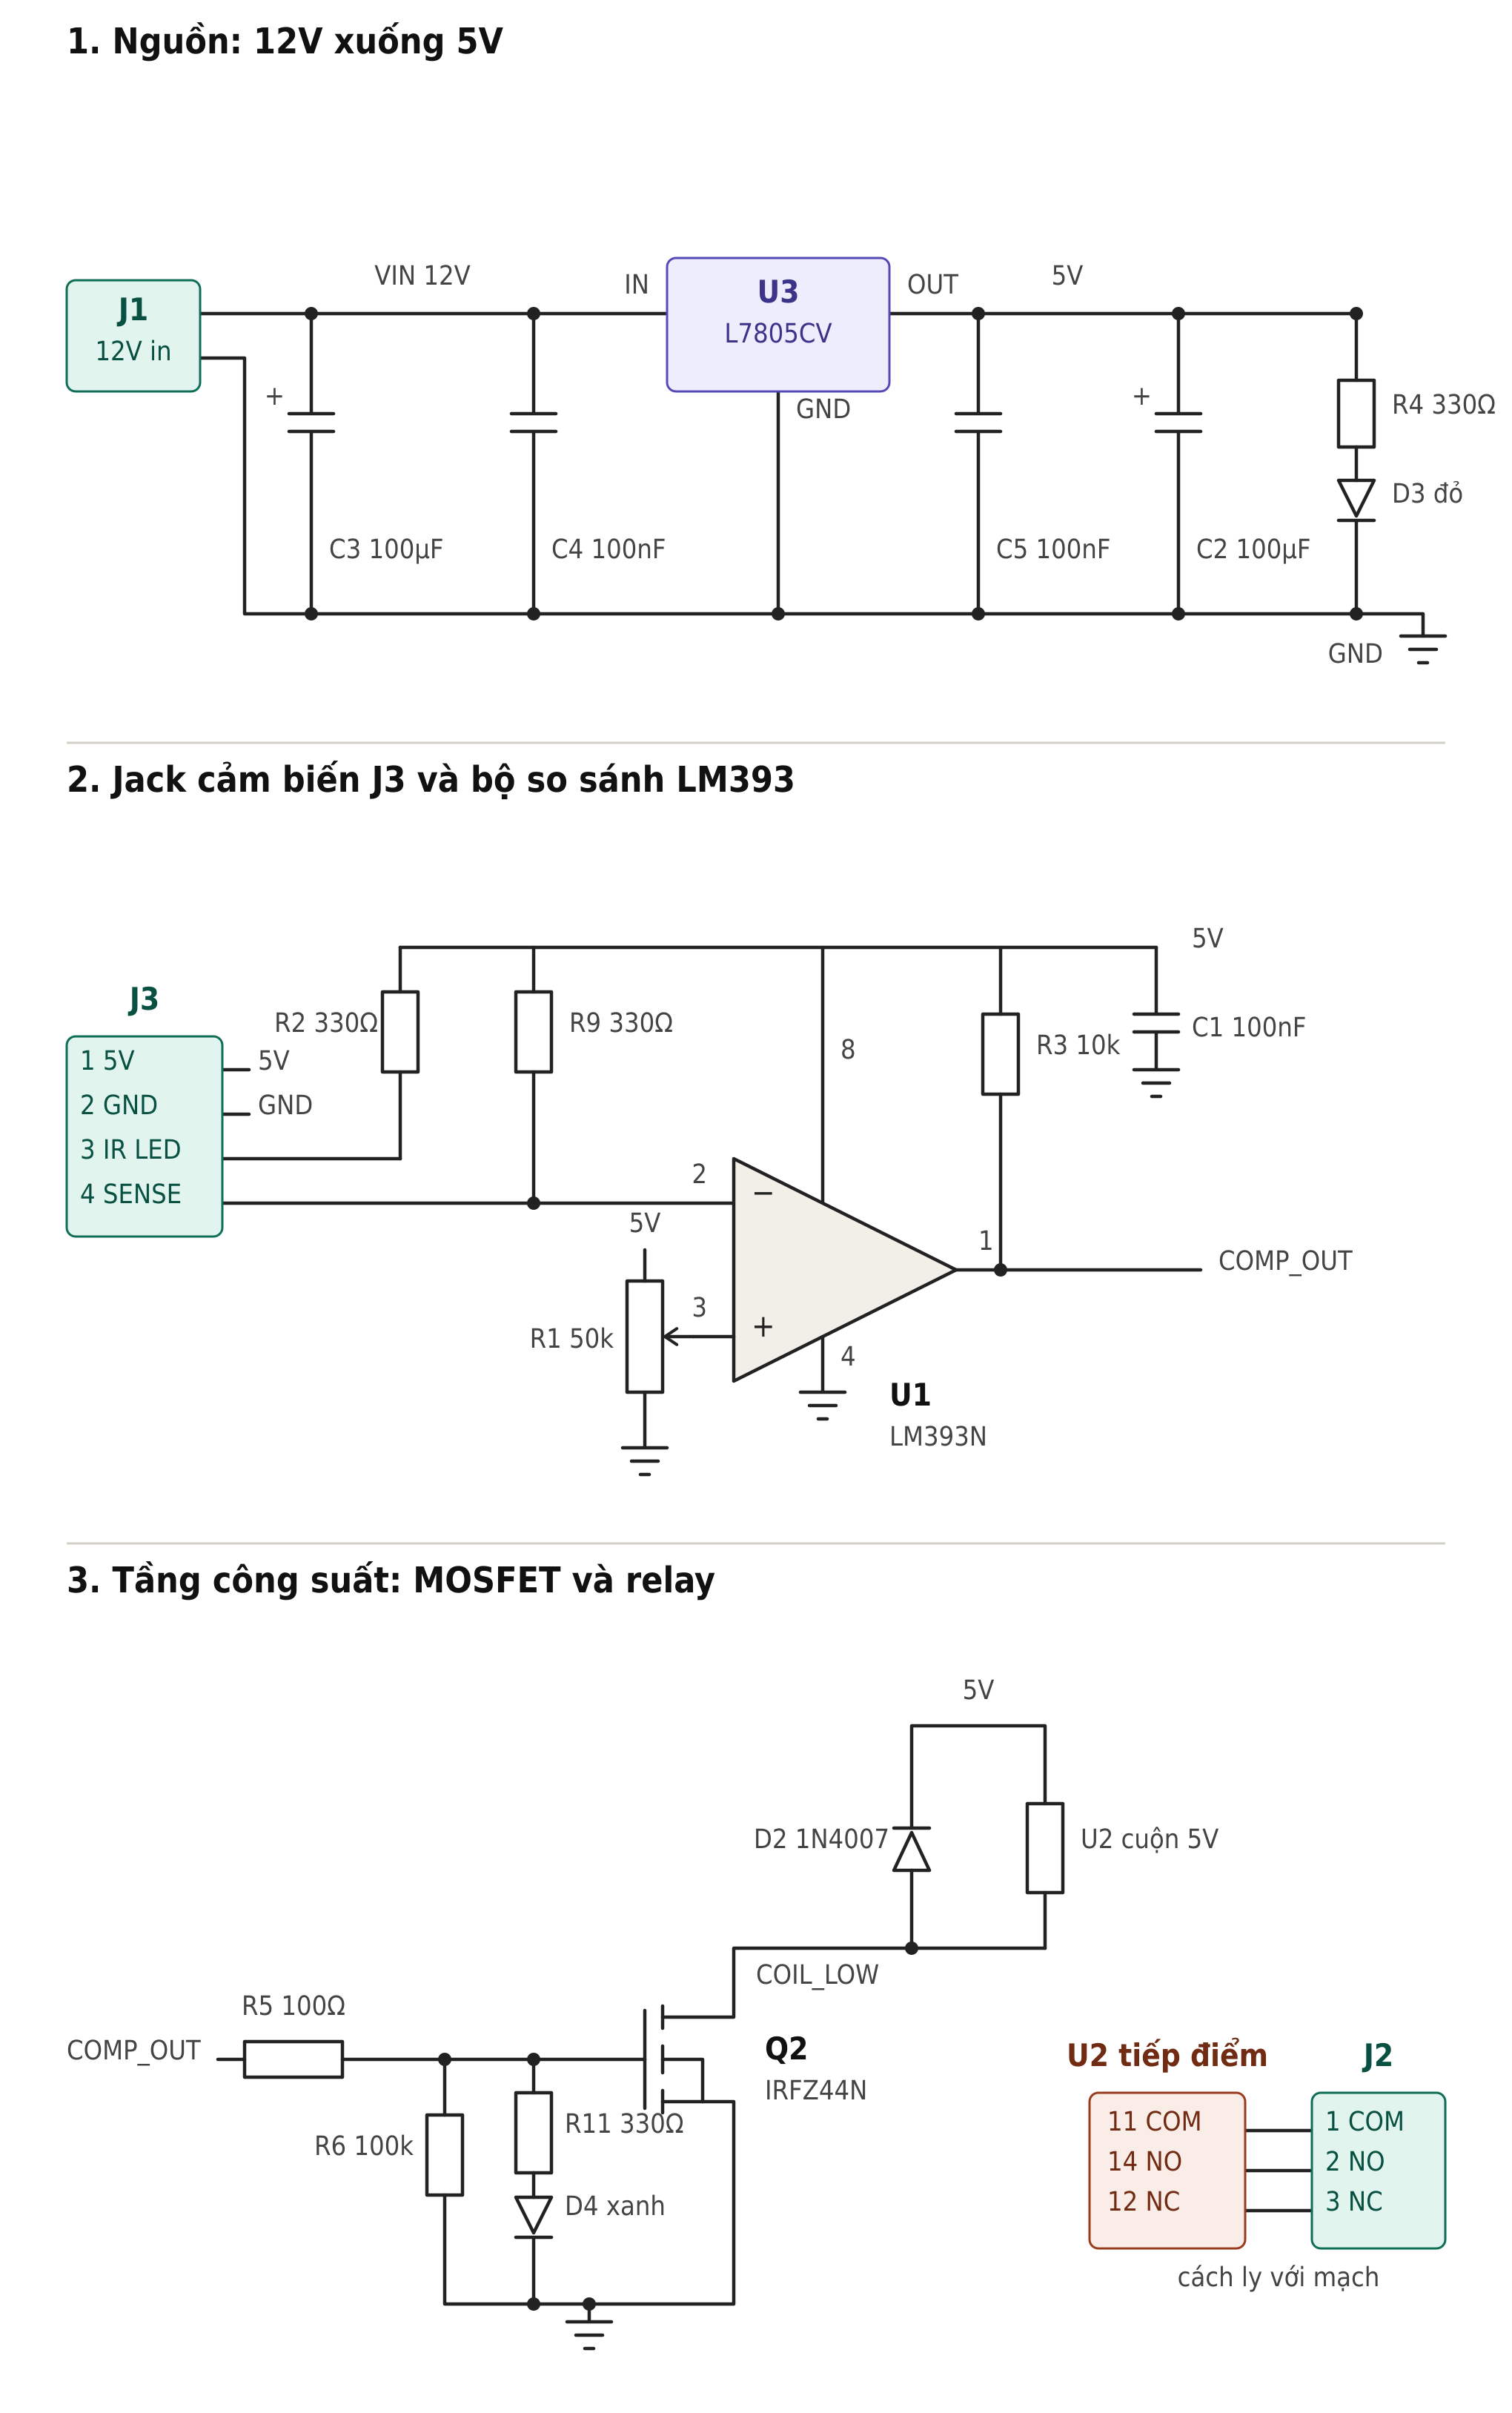 1. Nguồn: 12V xuống 5V
VIN 12V
IN
U3
L7805CV
OUT
5V
J1
12V in
GND
+
+
R4 330Ω
D3 đỏ
C3 100µF
C4 100nF
C5 100nF
C2 100µF
GND
2. Jack cảm biến J3 và bộ so sánh LM393
5V
J3
R2 330Ω
R9 330Ω
8
R3 10k
C1 100nF
1 5V
5V
2 GND
GND
3 IR LED
4 SENSE
2
−
5V
1
COMP_OUT
3
+
R1 50k
4
U1
LM393N
3. Tầng công suất: MOSFET và relay
5V
D2 1N4007
U2 cuộn 5V
COIL_LOW
R5 100Ω
COMP_OUT
Q2
IRFZ44N
R11 330Ω
R6 100k
D4 xanh
U2 tiếp điểm
J2
11 COM
1 COM
14 NO
2 NO
12 NC
3 NC
cách ly với mạch